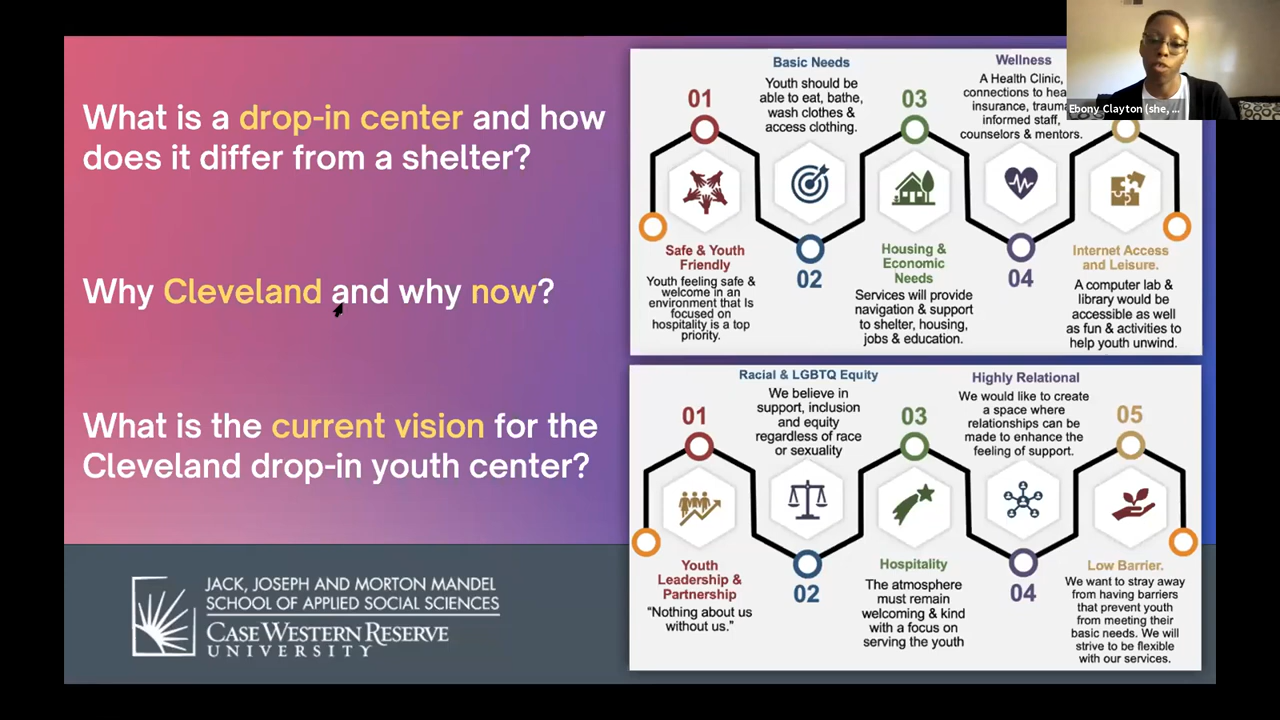 What is a drop-in center and how
does it differ from a shelter?
Why Cleveland and why now?
What is the current vision for the
Cleveland drop-in youth center?
JACK, JOSEPH AND MORTON MANDEL
SCHOOL OF APPLIED SOCIAL SCIENCES
CASE WESTERN RESERVE
UNIVERSITY
01
Safe & Youth
Friendly
Youth feeling safe &
welcome in an
environment that Is
focused on
hospitality is a top
priority.
Basic Needs
Youth should be
able to eat, bathe,
wash clothes &
access clothing.
02
03
Housing &
Economic
Needs
Services will provide
navigation & support
to shelter, housing,
jobs & education.
Wellness
A Health Clinic,
connections to
insurance,
informed staff,
counselors & mentors.
04
Internet Access
and Leisure.
A computer lab &
library would be
accessible as well
as fun & activities to
help youth unwind.
01
Youth
Leadership &
Partnership
"Nothing about us
without us."
Racial & LGBTQ Equity
We believe in
support, inclusion
and equity
regardless of race
or sexuality
02
03
Hospitality
The atmosphere
must remain
welcoming & kind
with a focus on
serving the youth
Highly Relational
We would like to create
a space where
relationships can be
made to enhance the
feeling of support.
04
05
Low Barrier.
We want to stray away
from having barriers
that prevent youth
from meeting their
basic needs. We will
strive to be flexible
with our services.
Ebony Clayton (she, ...